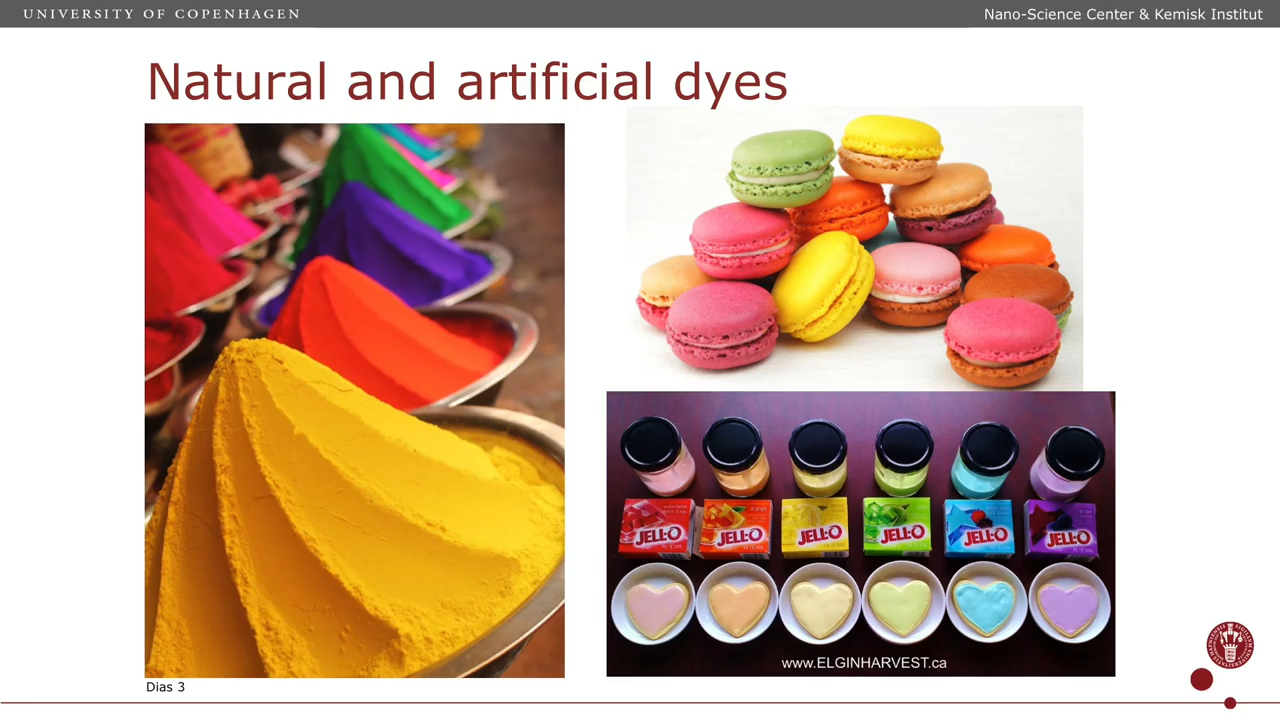 UNIVERSITY OF COPENHAGEN
Nano-Science Center & Kemisk Institut
Natural and artificial dyes
JELL-O JELL-O JELL-O JELL-O JELL-O JELL-O
www.ELGINHARVEST.ca
Dias 3